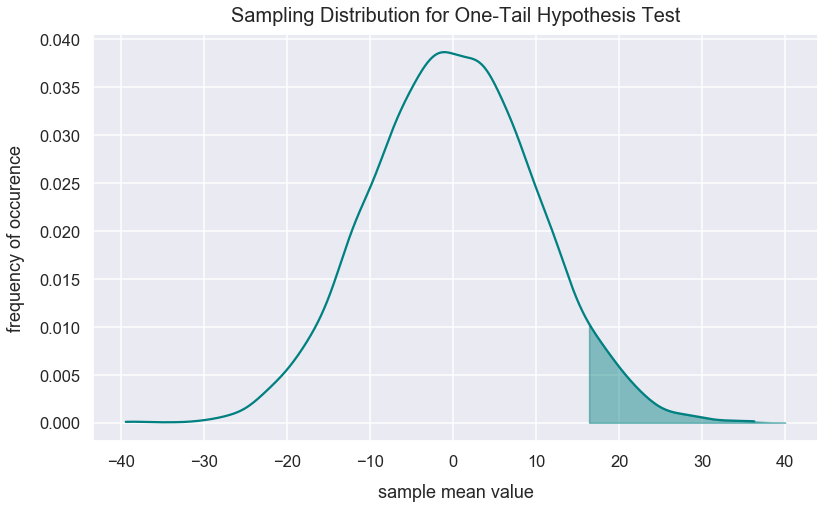 Sampling Distribution for One-Tail Hypothesis Test
0.040
0.035
0.030
0.025
0.020
0.015
0.010
0.005
0.000
frequency of occurence
−40 −30 −20 −10 0 10 20 30 40
sample mean value